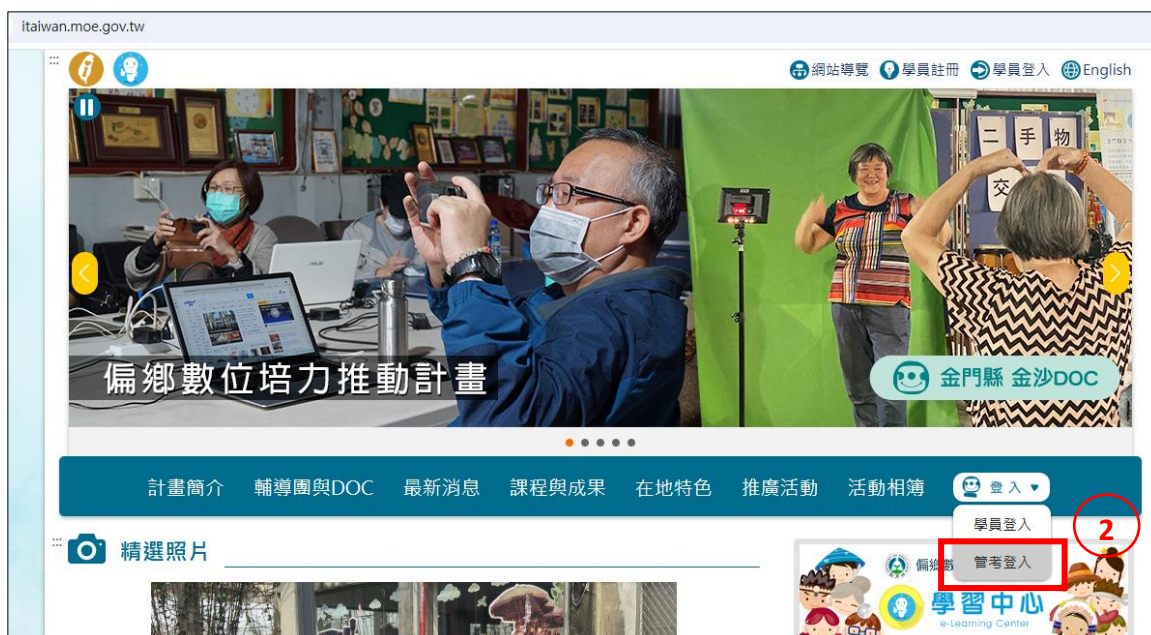 itaiwan.moe.gov.tw
網站導覽 學員註冊 學員登入 English
二手物
交
偏鄉數位培力推動計畫
金門縣 金沙DOC
計畫簡介 輔導團與DOC 最新消息 課程與成果 在地特色 推廣活動 活動相簿 登入
學員登入
2
管考登入
精選照片
偏鄉數
學習中心
e-Learning Center